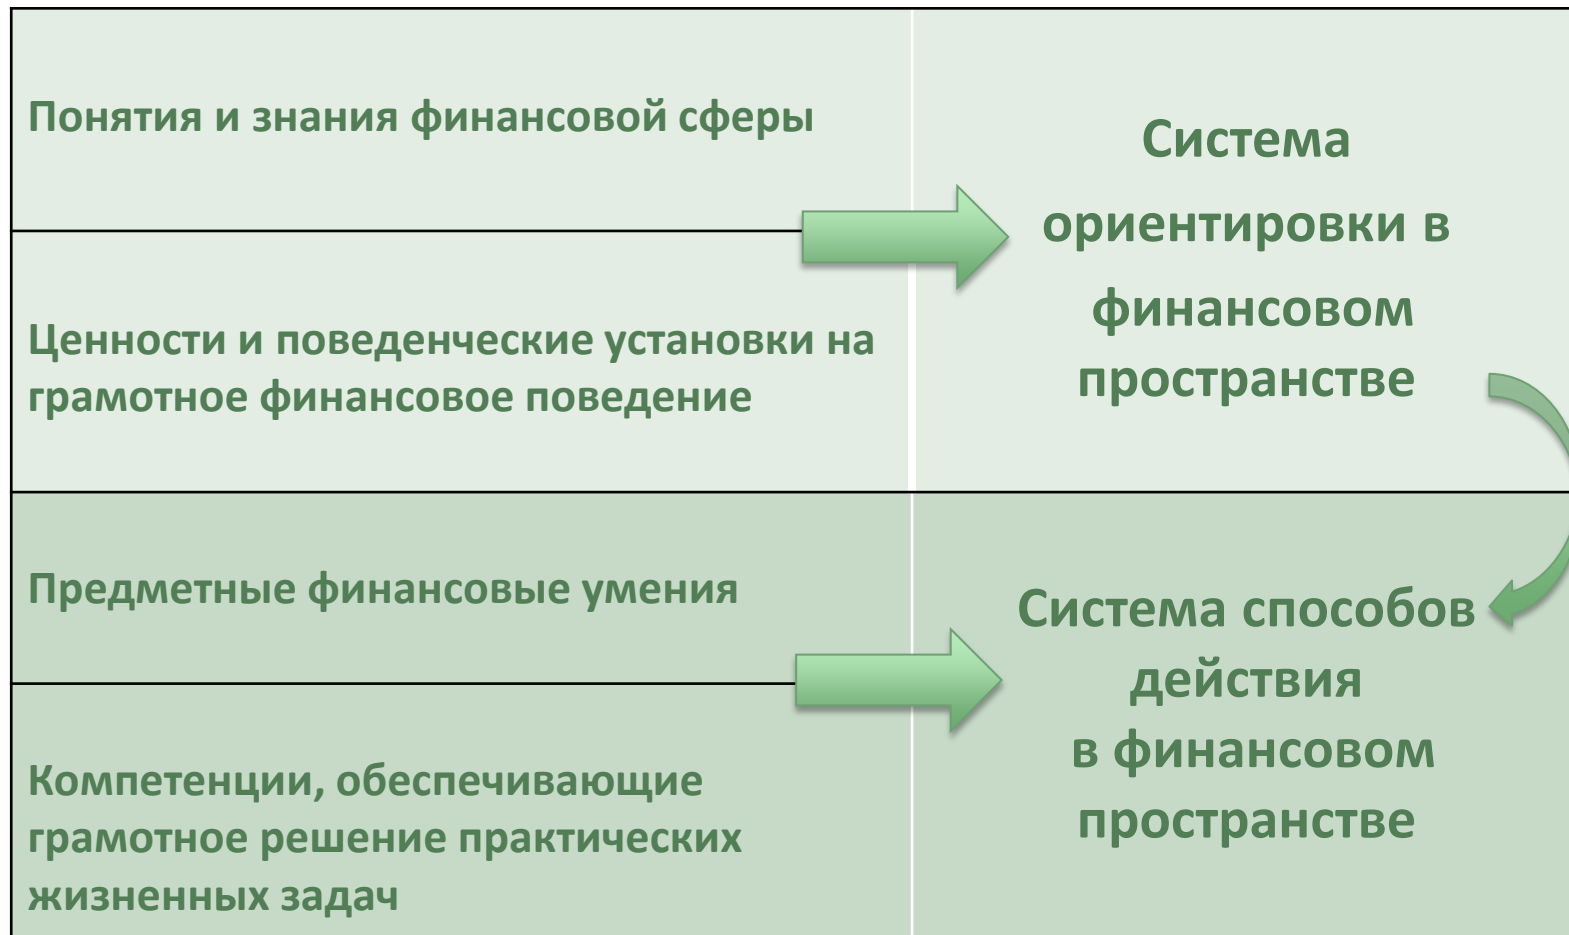 Понятия и знания финансовой сферы
Ценности и поведенческие установки на
грамотное финансовое поведение
Система
ориентировки в
финансовом
пространстве
Предметные финансовые умения
Компетенции, обеспечивающие
грамотное решение практических
жизненных задач
Система способов
действия
в финансовом
пространстве